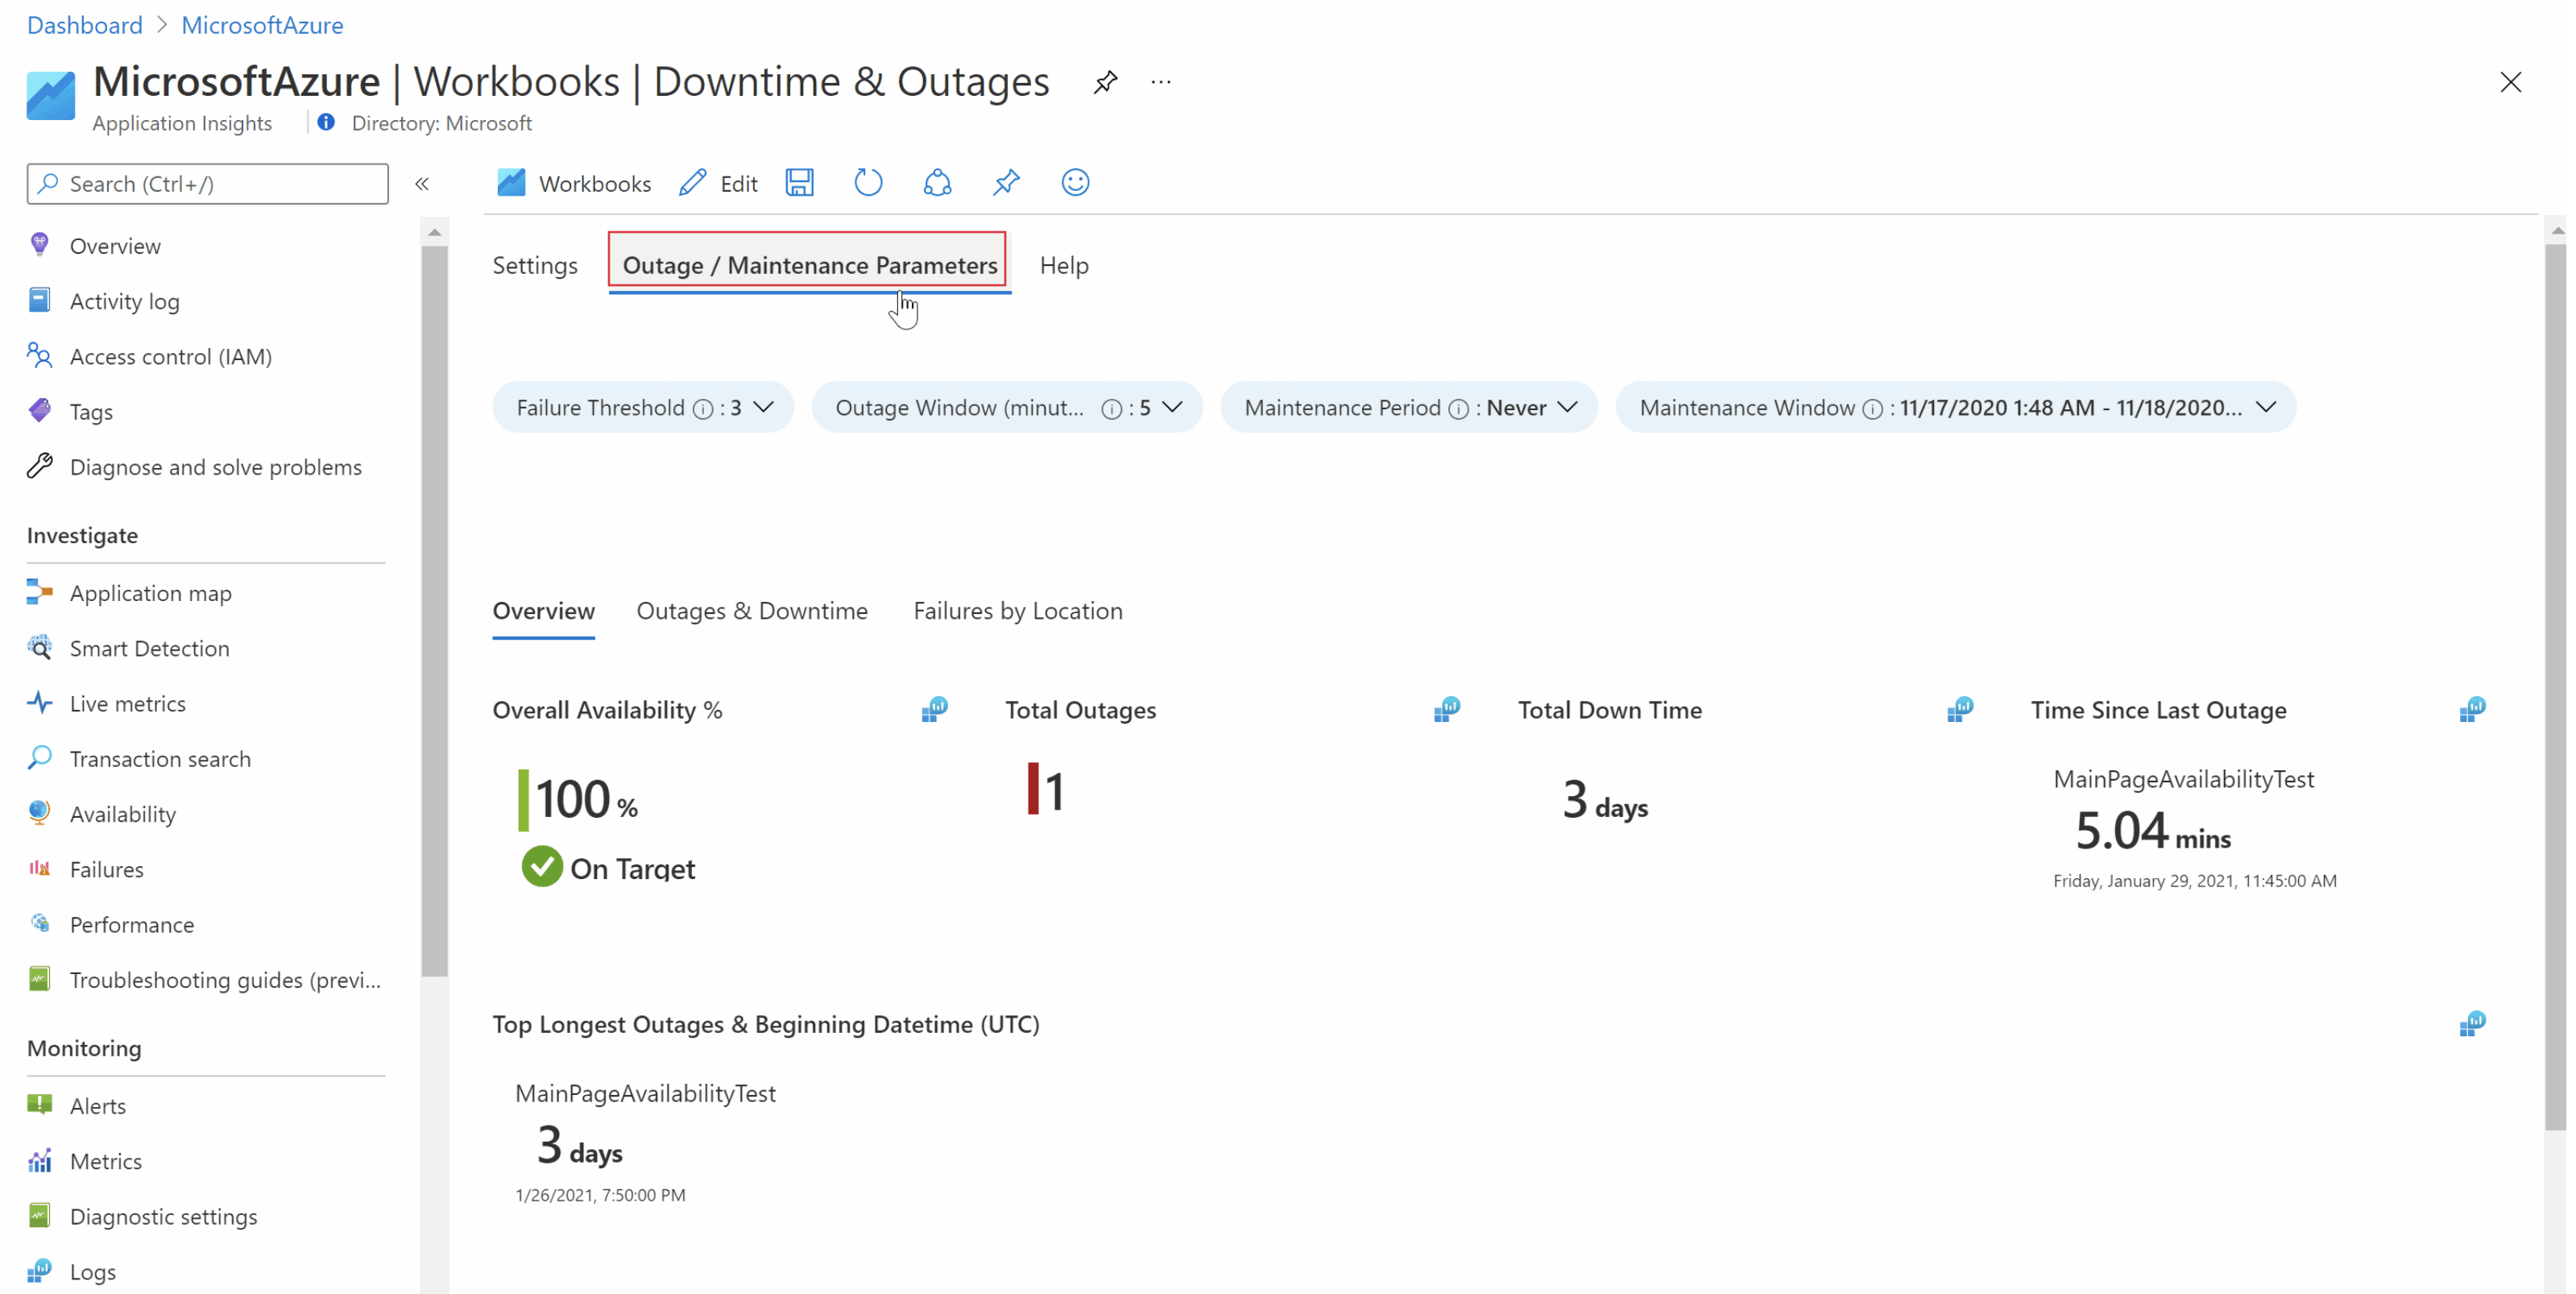 Dashboard > MicrosoftAzure
MicrosoftAzure | Workbooks | Downtime & Outages ...
Application Insights
Directory: Microsoft
Search (Ctrl+/)
«
Overview
Activity log
Access control (IAM)
Tags
Diagnose and solve problems
Investigate
Application map
Smart Detection
Live metrics
Transaction search
Availability
Failures
Performance
Troubleshooting guides (previ...
Monitoring
Alerts
Metrics
Diagnostic settings
Logs
Workbooks Edit
Settings Outage / Maintenance Parameters Help
Failure Threshold : 3 Outage Window (minut... : 5 Maintenance Period : Never Maintenance Window : 11/17/2020 1:48 AM - 11/18/2020...
Overview Outages & Downtime Failures by Location
Overall Availability %
100 %
On Target
Total Outages
1
Total Down Time
3 days
Time Since Last Outage
MainPageAvailabilityTest
5.04 mins
Friday, January 29, 2021, 11:45:00 AM
Top Longest Outages & Beginning Datetime (UTC)
MainPageAvailabilityTest
3 days
1/26/2021, 7:50:00 PM